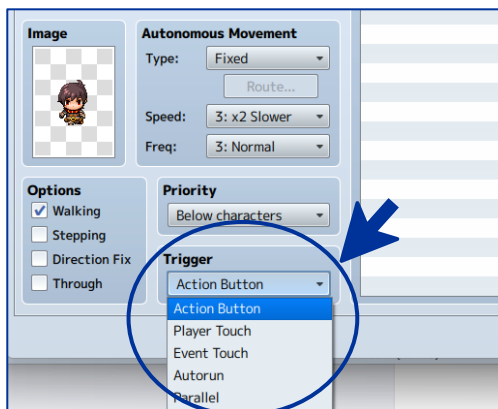 Image
Autonomous Movement
Type:
Fixed
Route...
Speed:
3: x2 Slower
Freq:
3: Normal
Options
Walking
Stepping
Direction Fix
Through
Priority
Below characters
Trigger
Action Button
Action Button
Player Touch
Event Touch
Autorun
Parallel